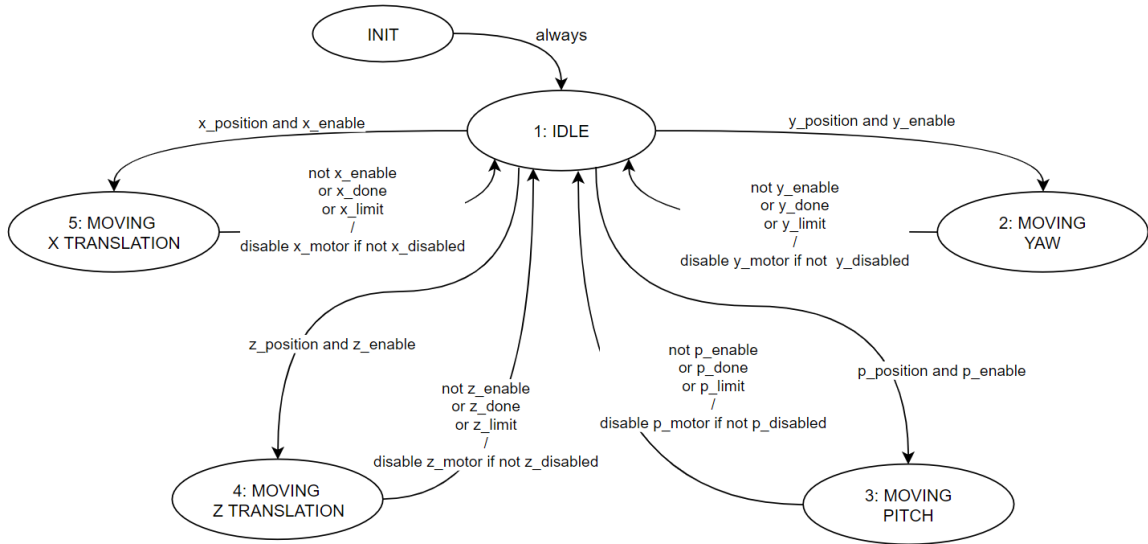 INIT
always
1: IDLE
x_position and x_enable
y_position and y_enable
not x_enable
or x_done
or x_limit
/
disable x_motor if not x_disabled
not y_enable
or y_done
or y_limit
/
disable y_motor if not  y_disabled
5: MOVING
X TRANSLATION
2: MOVING
YAW
z_position and z_enable
not z_enable
or z_done
or z_limit
/
disable z_motor if not z_disabled
not p_enable
or p_done
or p_limit
/
disable p_motor if not p_disabled
p_position and p_enable
4: MOVING
Z TRANSLATION
3: MOVING
PITCH